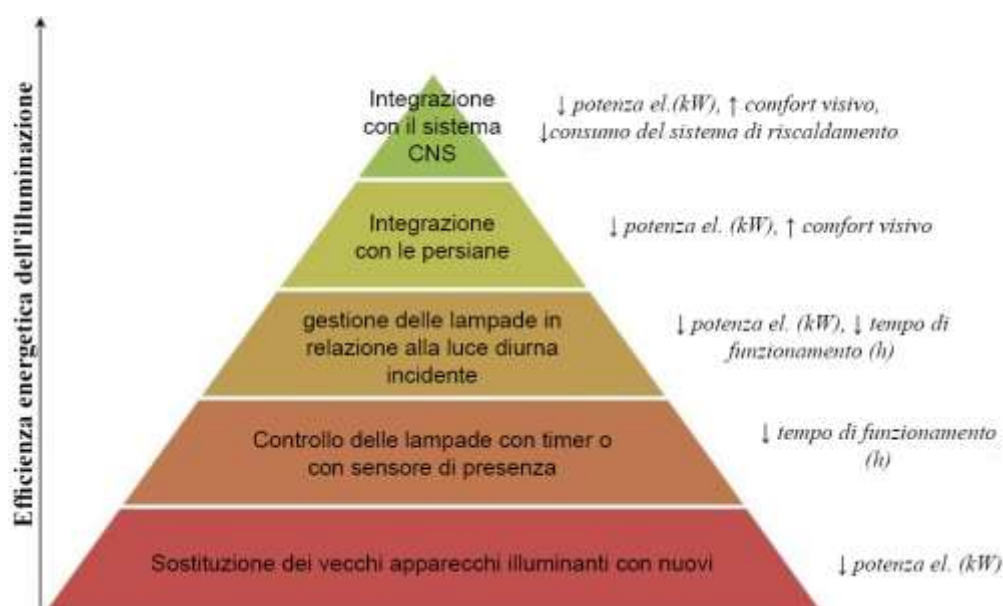 Efficienza energetica dell'illuminazione
Integrazione
con il sistema
CNS
↓ potenza el.(kW), ↑ comfort visivo,
↓consumo del sistema di riscaldamento
Integrazione
con le persiane
↓ potenza el. (kW), ↑ comfort visivo
gestione delle lampade in
relazione alla luce diurna
incidente
↓ potenza el. (kW), ↓ tempo di
funzionamento (h)
Controllo delle lampade con timer o
con sensore di presenza
↓ tempo di funzionamento
(h)
Sostituzione dei vecchi apparecchi illuminanti con nuovi
↓ potenza el. (kW)